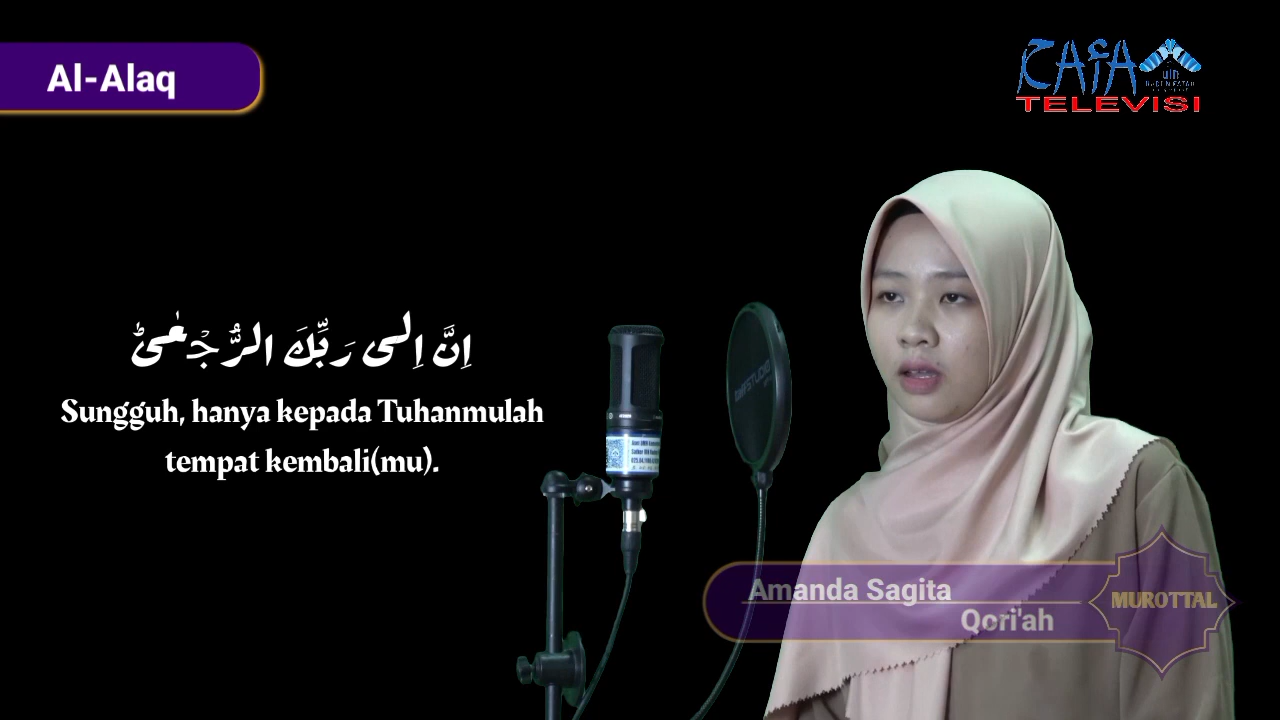 Al-Alaq
RAFA
TELEVISI
اِنَّ اِلٰى رَبِّكَ الرُّجْعٰىۗ
Sungguh, hanya kepada Tuhanmulah
tempat kembali(mu).
Amanda Sagita
Qori'ah
MUROTTAL